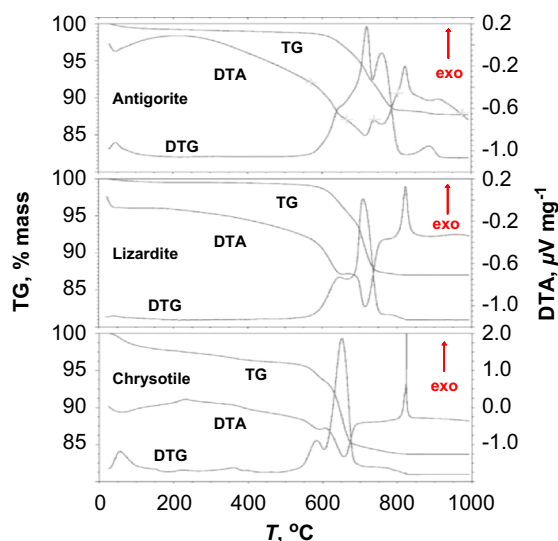 100
95
90
85
TG
DTA
Antigorite
DTG
exo
0.2
-0.2
-0.6
-1.0
100
95
90
85
TG
DTA
Lizardite
DTG
exo
0.2
-0.2
-0.6
-1.0
100
95
90
85
TG
Chrysotile
DTA
DTG
exo
2.0
1.0
0.0
-1.0
TG, % mass
DTA, µV mg⁻¹
0 200 400 600 800 1000
T, °C